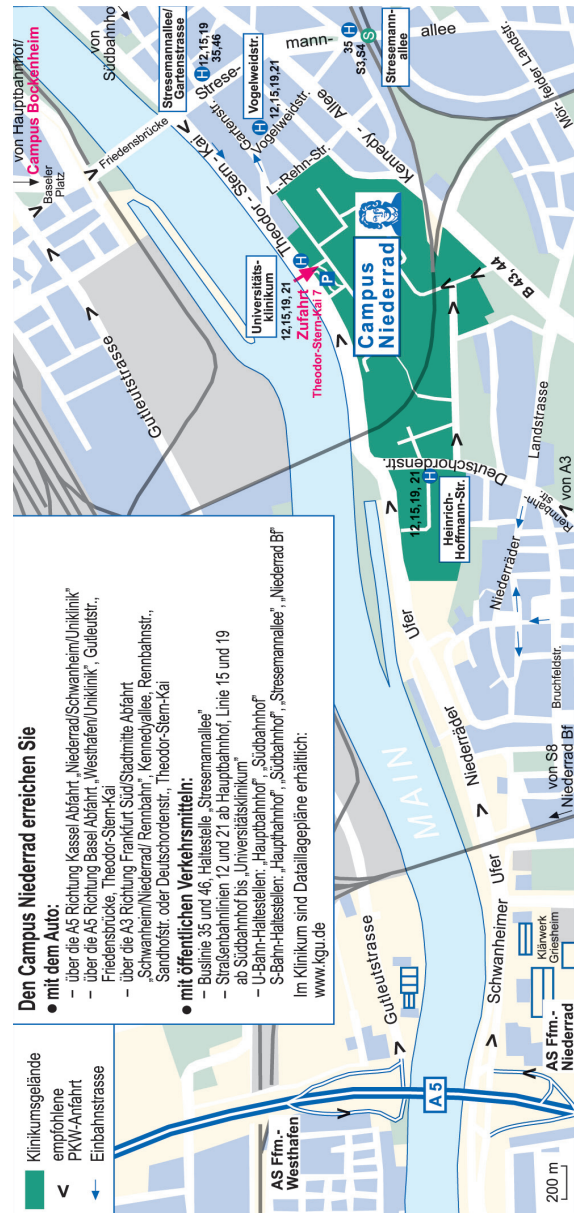 Klinikumsgelände
empfohlene
PKW-Anfahrt
Einbahnstrasse
Den Campus Niederrad erreichen Sie
● mit dem Auto:
– über die A5 Richtung Kassel Abfahrt „Niederrad/Schwanheim/Uniklinik"
– über die A5 Richtung Basel Abfahrt „Westhafen/Uniklinik", Gutleutstr.,
Friedensbrücke, Theodor-Stern-Kai
– über die A3 Richtung Frankfurt Süd/Stadtmitte Abfahrt
„Schwanheim/Niederrad/ Rennbahn" Kennedyallee, Rennbahnstr.,
Sandhofstr. oder Deutschordenstr., Theodor-Stern-Kai
● mit öffentlichen Verkehrsmitteln:
– Buslinie 35 und 46, Haltestelle „Stresemannallee"
– Straßenbahnlinien 12 und 21 ab Hauptbahnhof, Linie 15 und 19
ab Südbahnhof bis „Universitätsklinikum"
– U-Bahn-Haltestellen: „Hauptbahnhof", „Südbahnhof"
S-Bahn-Haltestellen: „Hauptbahnhof", „Südbahnhof", „Stresemannallee", „Niederrad Bf"
Im Klinikum sind Dataillagepläne erhältlich:
www.kgu.de
von Hauptbahnhof/
Campus Bockenheim
Baseler
Platz
von
Südbahnho
Friedensbrücke
Stresemannallee/
Gartenstrasse
H 12,15,19
35,46
Strese-
mann-
allee
35 H
S3,S4 S
Stresemann-
allee
Vogelweidstr.
H 12,15,19,21
Gartenstr.
Vogelweidstr.
Theodor - Stern - Kai
L.-Rehn-Str.
Kennedy - Allee
Mör-
felder Landstr.
Gutleutstrasse
Universitäts-
klinikum
H
12,15,19, 21
Zufahrt
Theodor-Stern-Kai 7
P
Campus
Niederrad
B 43, 44
Deutschordenstr.
12,15,19, 21 H
Heinrich-
Hoffmann-Str.
Landstrasse
Niederräder
Rennbahn-
str.
von A3
Bruchfeldstr.
Niederräder Ufer
MAIN
von S8
Niederrad Bf
Gutleutstrasse
Schwanheimer Ufer
Klärwerk
Griesheim
AS Ffm.-
Niederrad
A 5
AS Ffm.-
Westhafen
200 m